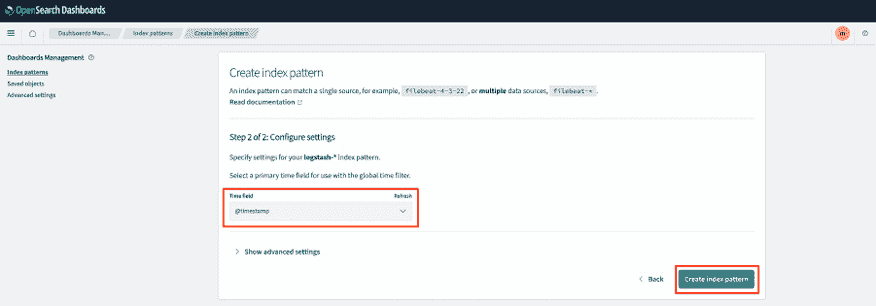 OpenSearch Dashboards
Dashboards Man... Index patterns Create index pattern
m
Dashboards Management
Index patterns
Saved objects
Advanced settings
Create index pattern
An index pattern can match a single source, for example, filebeat-4-3-22 , or multiple data sources, filebeat-* .
Read documentation
Step 2 of 2: Configure settings
Specify settings for your logstash-* index pattern.
Select a primary time field for use with the global time filter.
Time field Refresh
@timestamp
Show advanced settings
Back Create index pattern